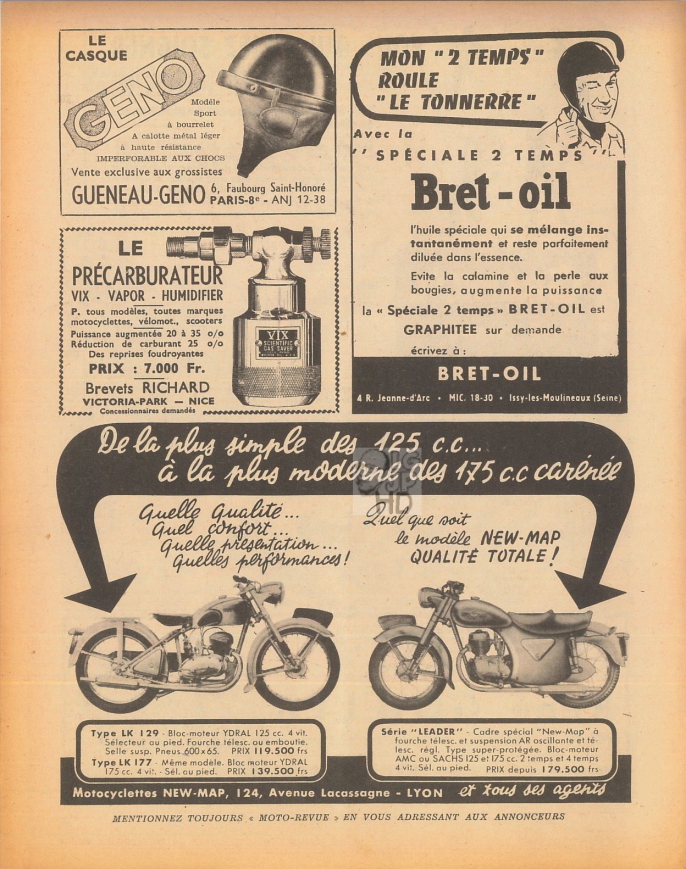 LE
CASQUE
GENO
Modèle
Sport
à bourrelet
A calotte métal léger
à haute résistance
IMPERFORABLE AUX CHOCS
Vente exclusive aux grossistes
GUENEAU-GENO 6, Faubourg Saint-Honoré
PARIS-8e - ANJ 12-38
MON "2 TEMPS"
ROULE
"LE TONNERRE"
Avec la
"SPÉCIALE 2 TEMPS"
Bret-oil
l'huile spéciale qui se mélange ins-
tantanément et reste parfaitement
diluée dans l'essence.
Evite la calamine et la perle aux
bougies, augmente la puissance
la « Spéciale 2 temps » BRET-OIL est
GRAPHITEE sur demande
écrivez à :
BRET-OIL
4 R. Jeanne-d'Arc • MIC. 18-30 • Issy-les-Moulineaux (Seine)
LE
PRÉCARBURATEUR
VIX - VAPOR - HUMIDIFIER
P. tous modèles, toutes marques
motocyclettes, vélomot., scooters
Puissance augmentée 20 à 35 o/o
Réduction de carburant 25 o/o
Des reprises foudroyantes
PRIX : 7.000 Fr.
Brevets RICHARD
VICTORIA-PARK — NICE
Concessionnaires demandés
VIX
SCIENTIFIC
GAS SAVER
De la plus simple des 125 c.c...
à la plus moderne des 175 c.c carénée
Quelle Qualité...
Quel confort...
Quelle présentation...
Quelles performances!
Quel que soit
le modèle NEW-MAP
QUALITÉ TOTALE!
Type LK 129 - Bloc-moteur YDRAL 125 cc. 4 vit.
Sélecteur au pied. Fourche télesc. ou emboutie.
Selle susp. Pneus.600x65. PRIX 119.500 frs
Type LK 177 - Même modèle. Bloc moteur YDRAL
175 cc. 4 vit. - Sél. au pied. PRIX 139.500 frs
Série "LEADER" - Cadre spécial "New-Map" à
fourche télesc. et suspension AR oscillante et té-
lesc. régl. Type super-protégée. Bloc-moteur
AMC ou SACHS 125 et 175 cc. 2 temps et 4 temps
4 vit. Sél. au pied. PRIX depuis 179.500 frs
Motocyclettes NEW-MAP, 124, Avenue Lacassagne - LYON et tous ses agents
MENTIONNEZ TOUJOURS « MOTO-REVUE » EN VOUS ADRESSANT AUX ANNONCEURS